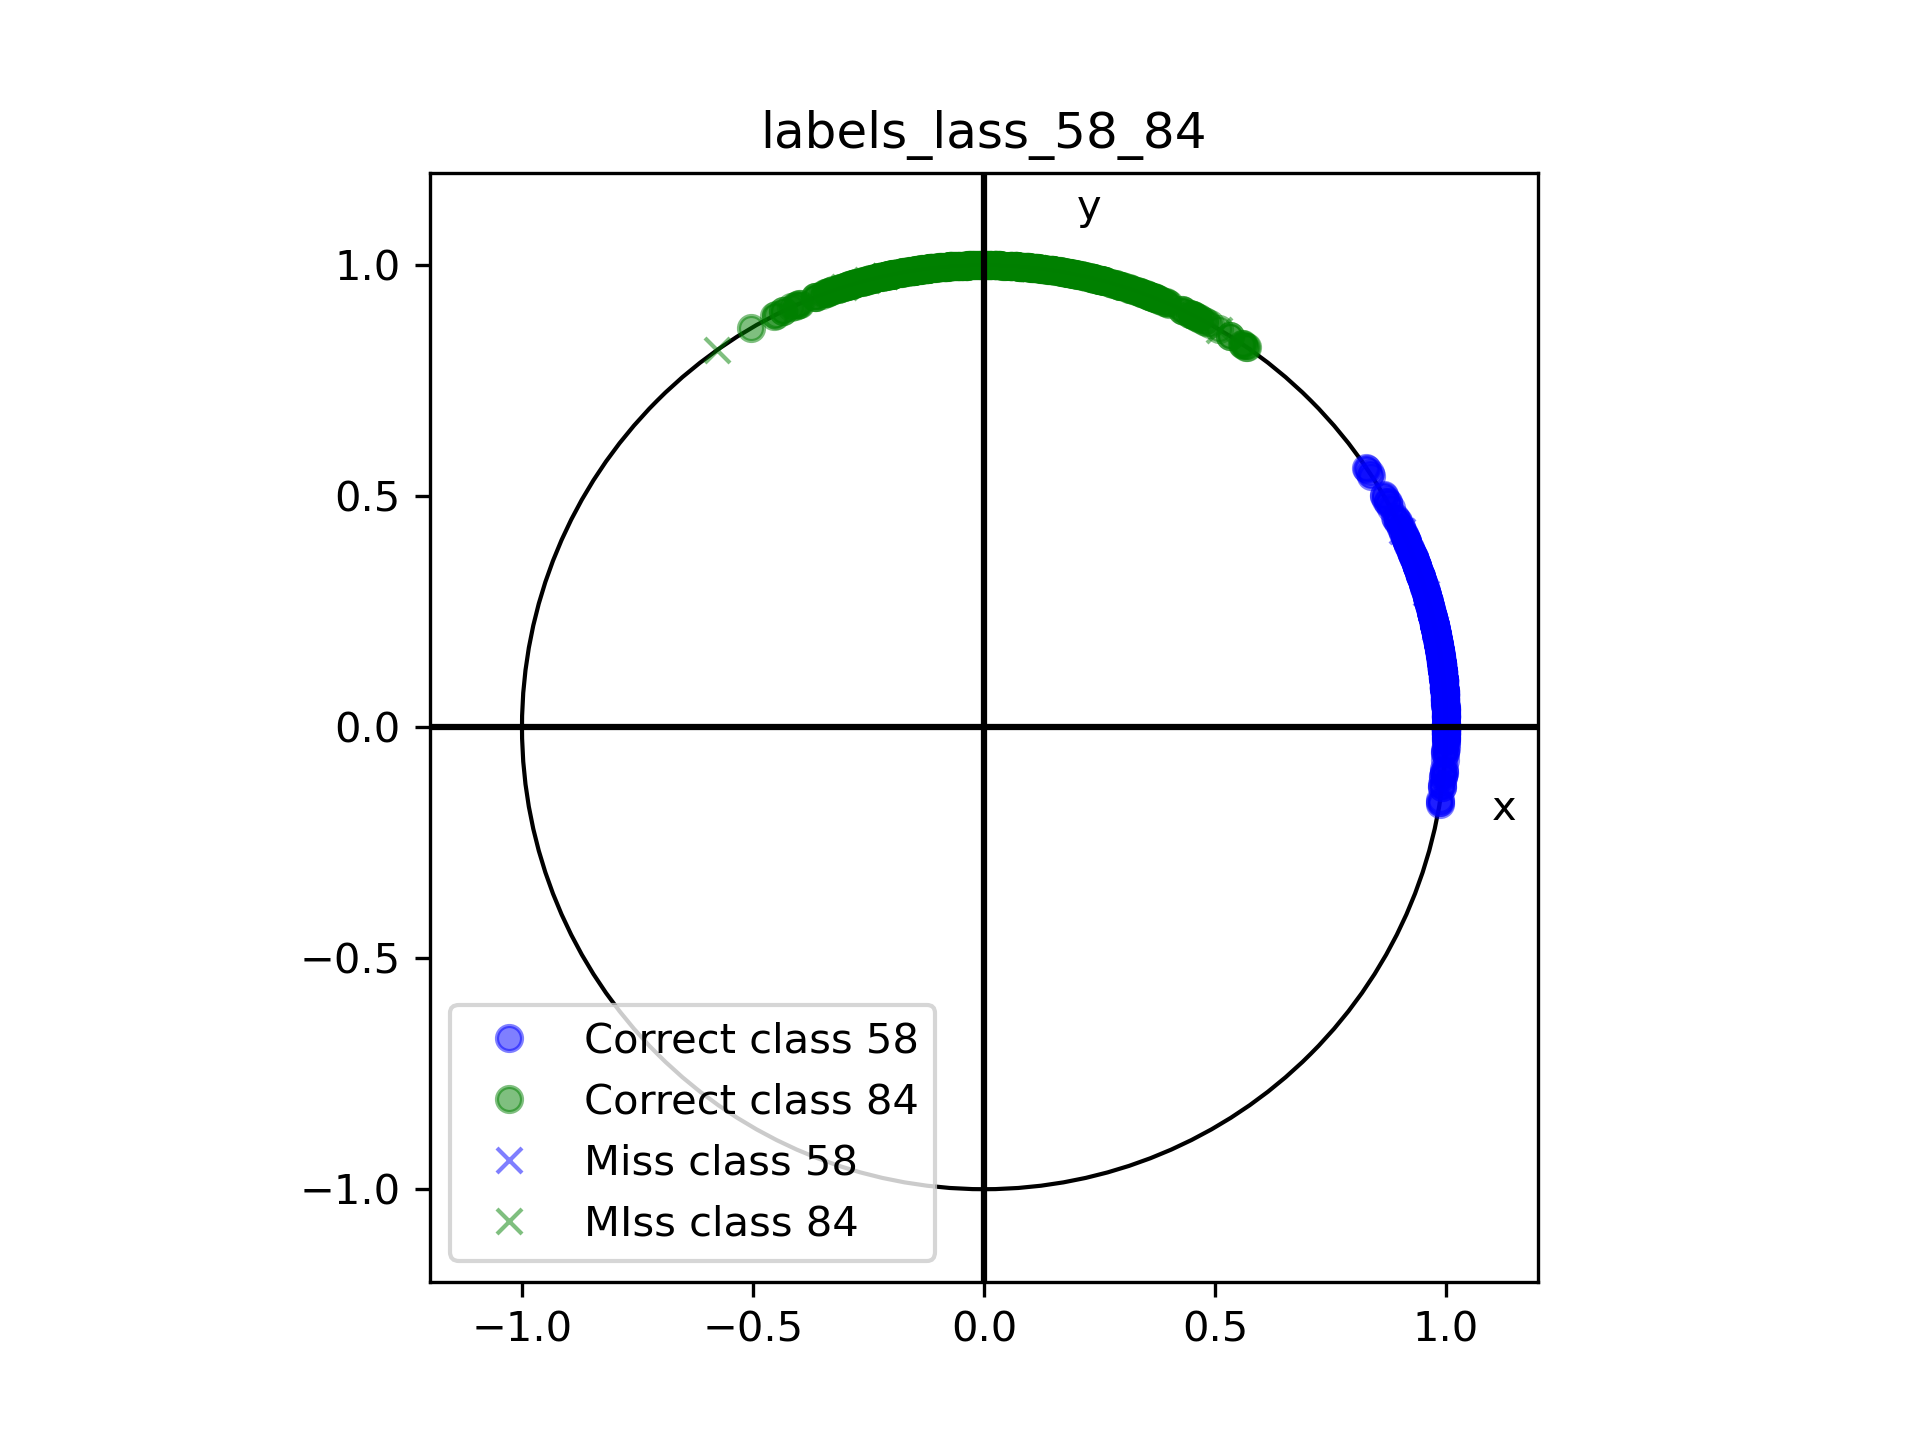 labels_lass_58_84
y
1.0
0.5
0.0
−0.5
−1.0
x
Correct class 58
Correct class 84
Miss class 58
MIss class 84
−1.0 −0.5 0.0 0.5 1.0